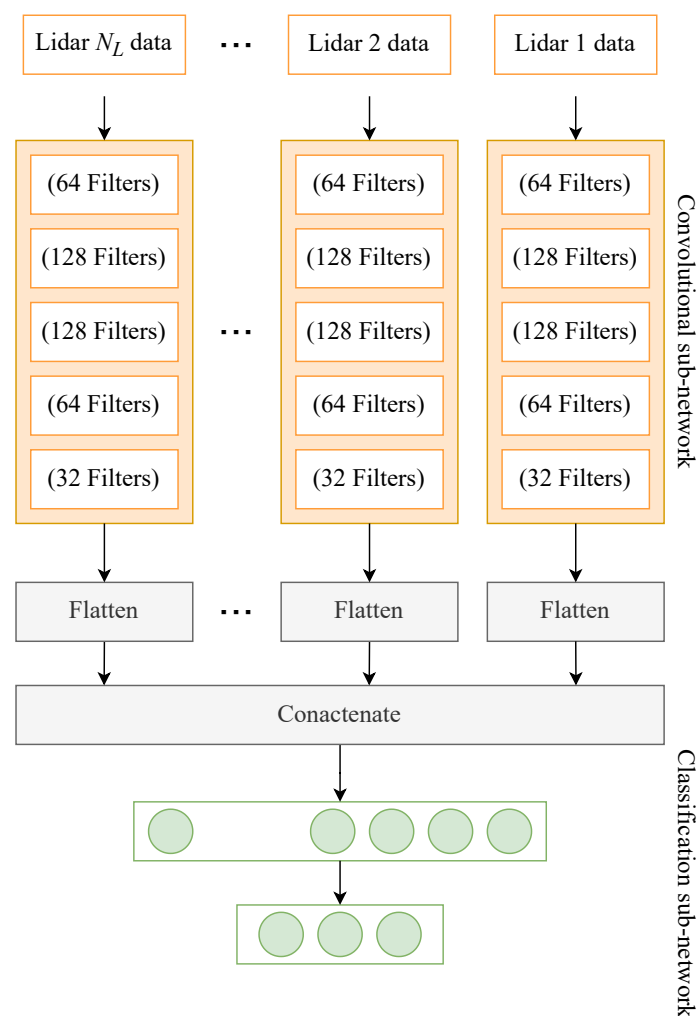 Lidar N_L data
...
Lidar 2 data
Lidar 1 data
(64 Filters)
(128 Filters)
(128 Filters)
(64 Filters)
(32 Filters)
...
(64 Filters)
(128 Filters)
(128 Filters)
(64 Filters)
(32 Filters)
(64 Filters)
(128 Filters)
(128 Filters)
(64 Filters)
(32 Filters)
Convolutional sub-network
Flatten
...
Flatten
Flatten
Conactenate
Classification sub-network